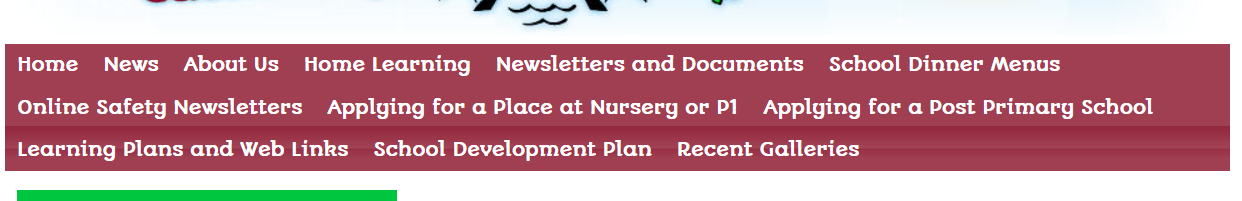 Home News About Us Home Learning Newsletters and Documents School Dinner Menus
Online Safety Newsletters Applying for a Place at Nursery or P1 Applying for a Post Primary School
Learning Plans and Web Links School Development Plan Recent Galleries